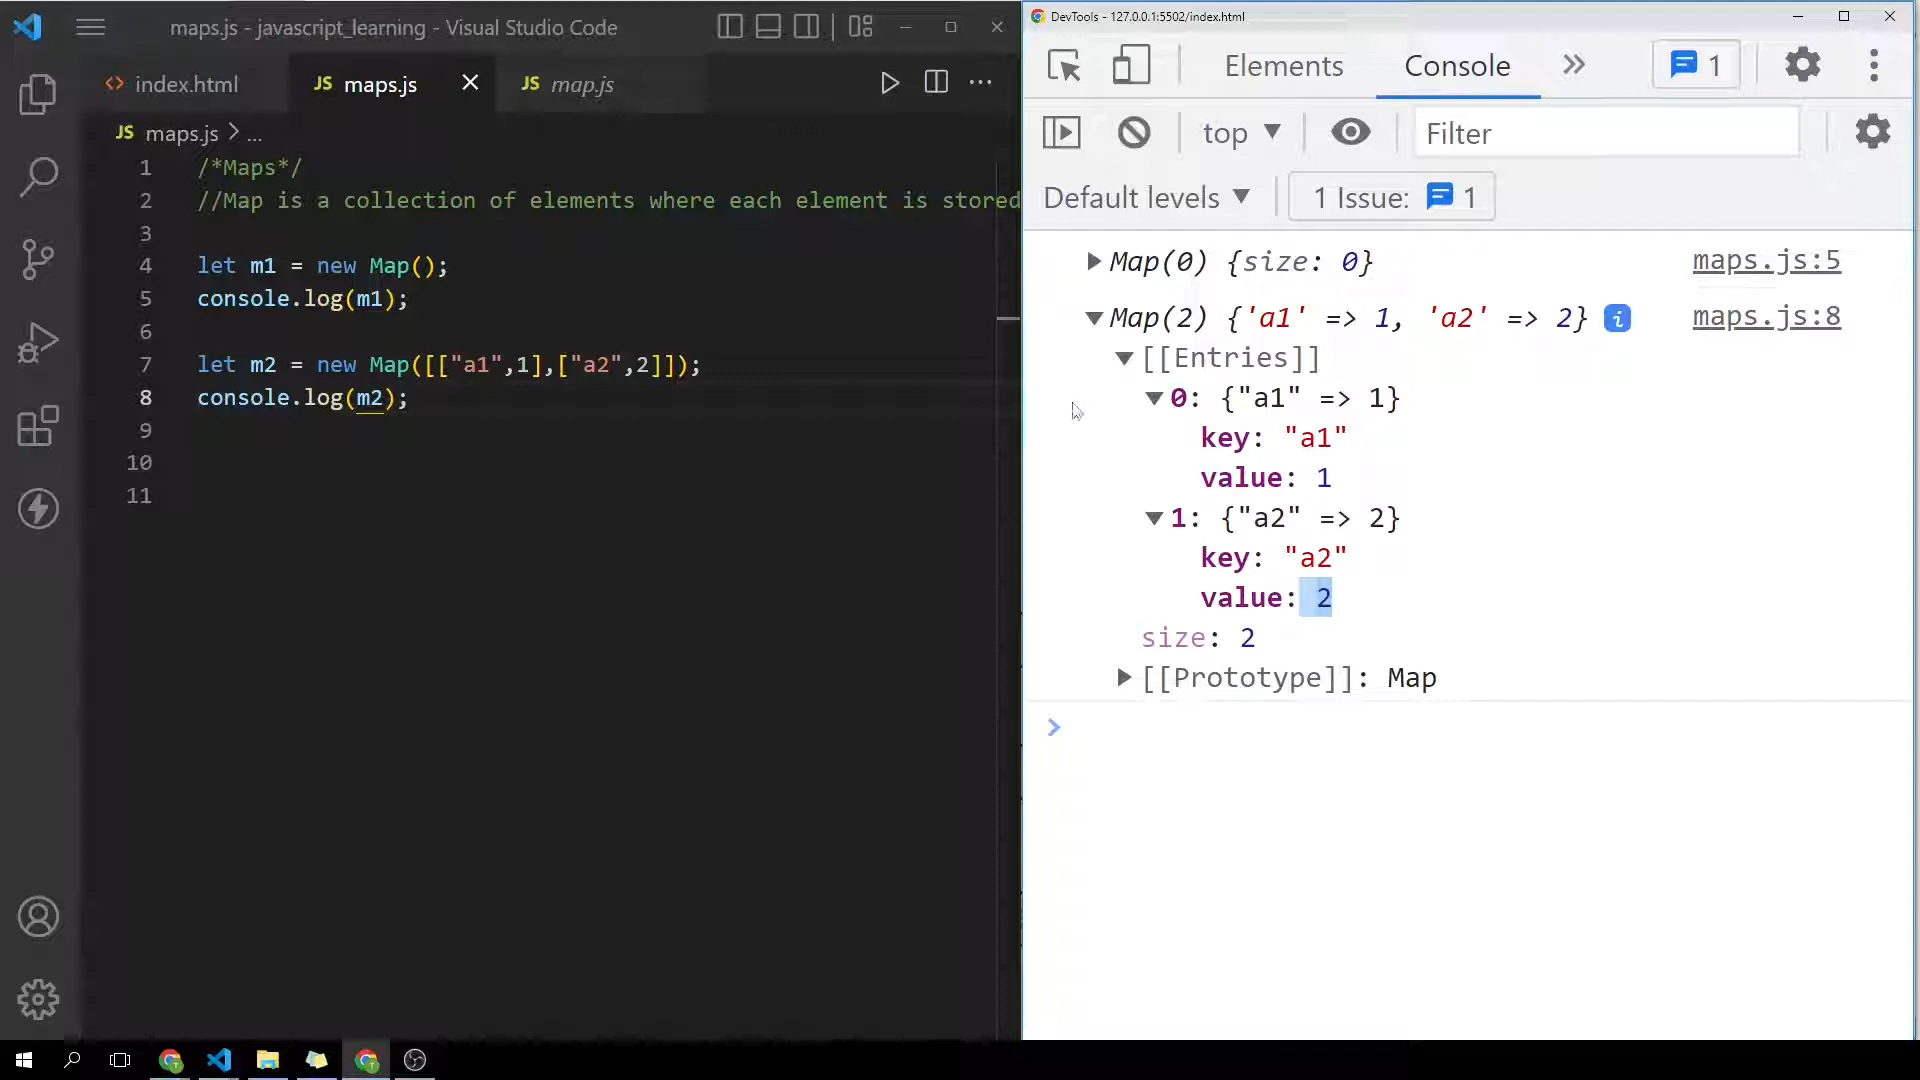 maps.js - javascript_learning - Visual Studio Code
index.html
JS maps.js
JS map.js
JS maps.js > ...
1 /*Maps*/
2 //Map is a collection of elements where each element is stored
3
4 let m1 = new Map();
5 console.log(m1);
6
7 let m2 = new Map([["a1",1],["a2",2]]);
8 console.log(m2);
9
10
11
DevTools - 127.0.0.1:5502/index.html
Elements Console 1
top Filter
Default levels 1 Issue: 1
Map(0) {size: 0} maps.js:5
Map(2) {'a1' => 1, 'a2' => 2} i maps.js:8
[[Entries]]
0: {"a1" => 1}
key: "a1"
value: 1
1: {"a2" => 2}
key: "a2"
value: 2
size: 2
[[Prototype]]: Map